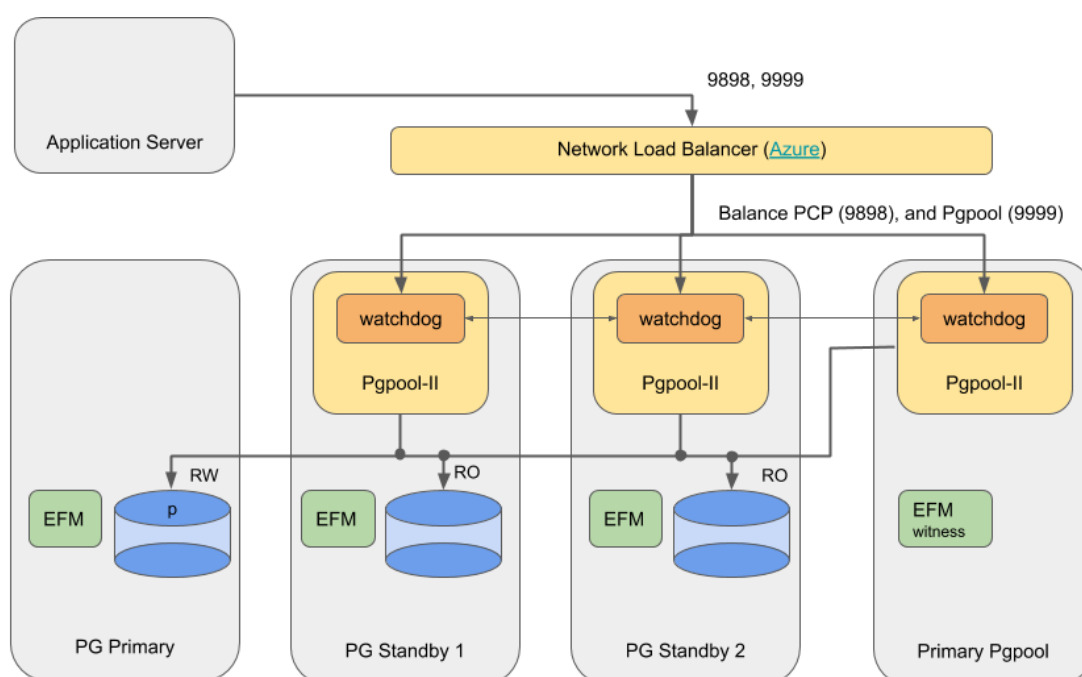 9898, 9999
Application Server
Network Load Balancer (Azure)
Balance PCP (9898), and Pgpool (9999)
watchdog
watchdog
watchdog
Pgpool-II
Pgpool-II
Pgpool-II
RW
RO
RO
EFM
p
EFM
EFM
EFM
witness
PG Primary
PG Standby 1
PG Standby 2
Primary Pgpool